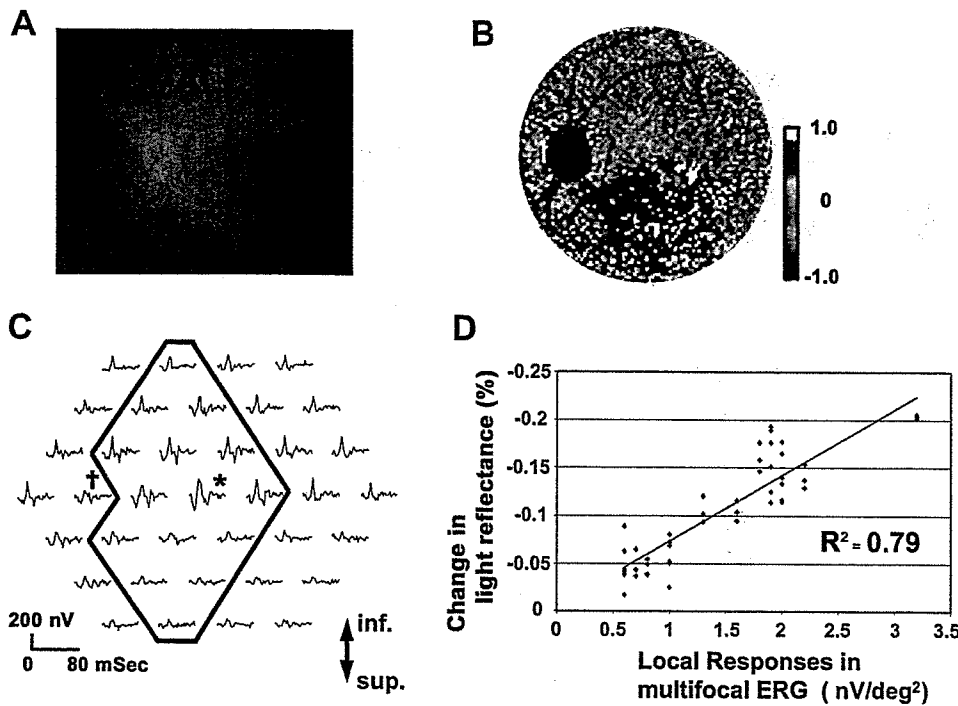 A
B
1.0
0
-1.0
C
†
*
200 nV
0 80 mSec
inf.
sup.
D
Change in
light reflectance (%)
-0.25
-0.2
-0.15
-0.1
-0.05
0
R² = 0.79
0 0.5 1 1.5 2 2.5 3 3.5
Local Responses in
multifocal ERG ( nV/deg²)